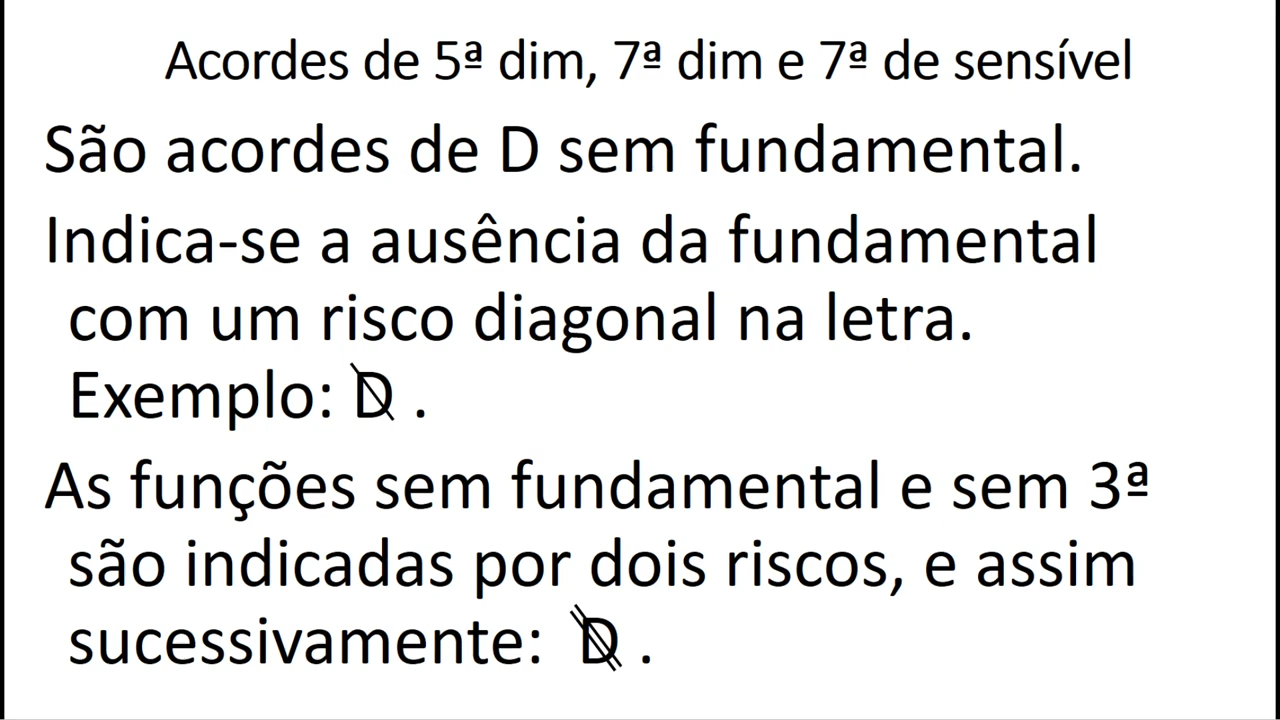 Acordes de 5ª dim, 7ª dim e 7ª de sensível
São acordes de D sem fundamental.
Indica-se a ausência da fundamental
com um risco diagonal na letra.
Exemplo: D .
As funções sem fundamental e sem 3ª
são indicadas por dois riscos, e assim
sucessivamente: D .